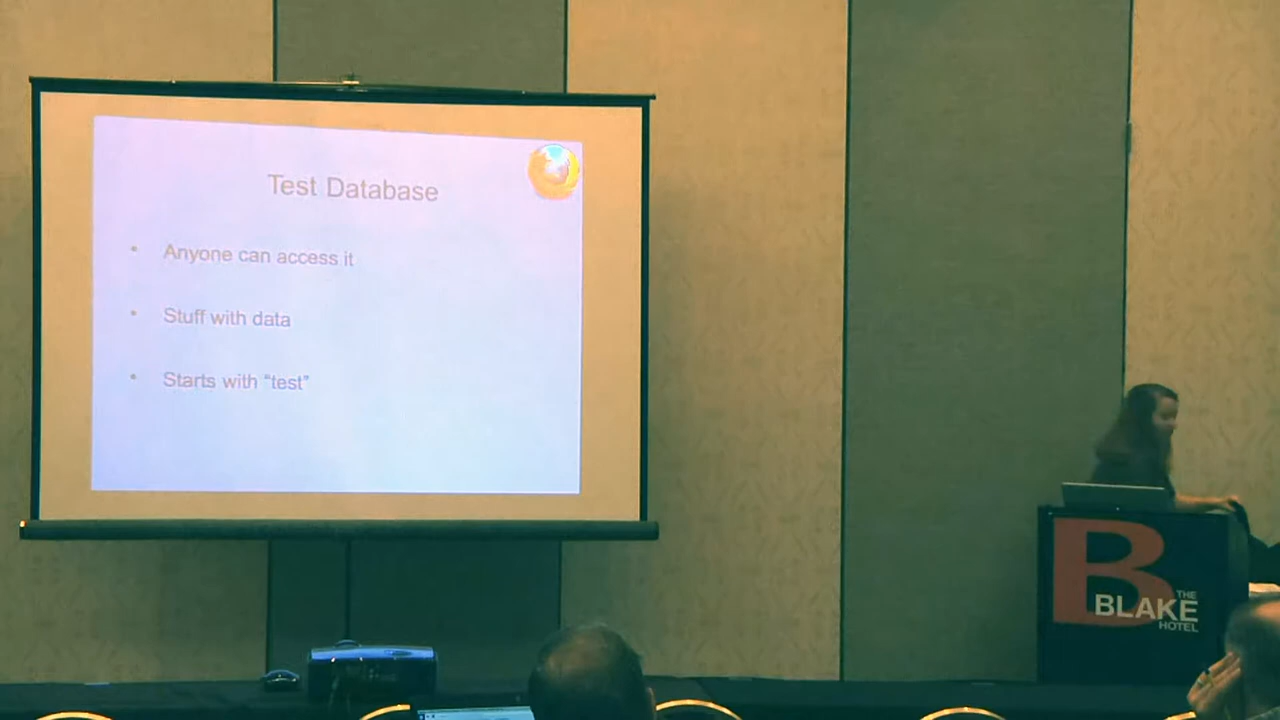 Test Database
• Anyone can access it
• Stuff with data
• Starts with “test”
B
THE
BLAKE
HOTEL